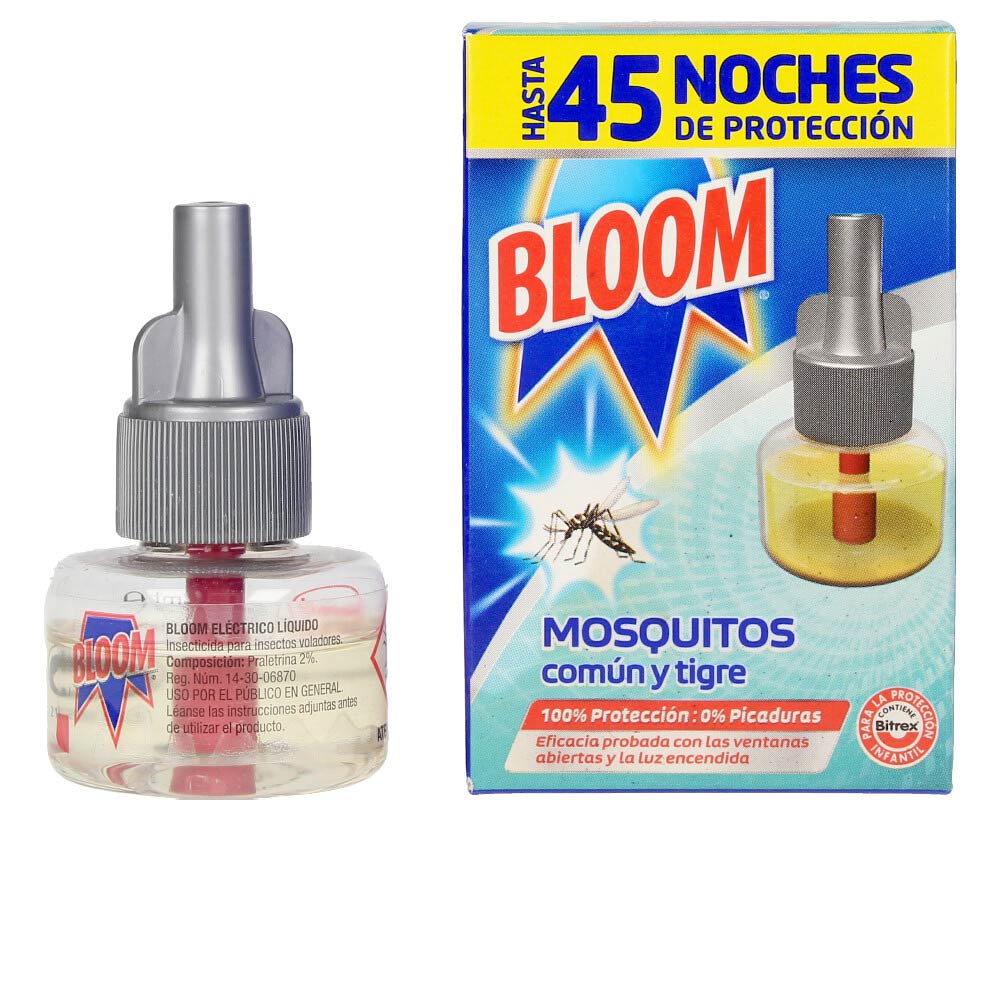 HASTA 45 NOCHES
DE PROTECCIÓN
BLOOM
®
MOSQUITOS
común y tigre
100% Protección : 0% Picaduras
Eficacia probada con las ventanas
abiertas y la luz encendida
PARA LA PROTECCIÓN INFANTIL
CONTIENE
Bitrex
BLOOM
BLOOM ELÉCTRICO LÍQUIDO
Insecticida para insectos voladores.
Composición: Praletrina 2%.
Reg. Núm. 14-30-06870
USO POR EL PÚBLICO EN GENERAL.
Léanse las instrucciones adjuntas antes
de utilizar el producto.